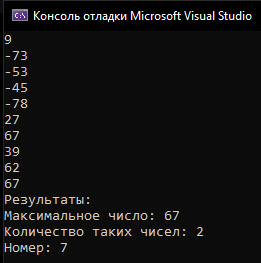 Консоль отладки Microsoft Visual Studio
9
-73
-53
-45
-78
27
67
39
62
67
Результаты:
Максимальное число: 67
Количество таких чисел: 2
Номер: 7